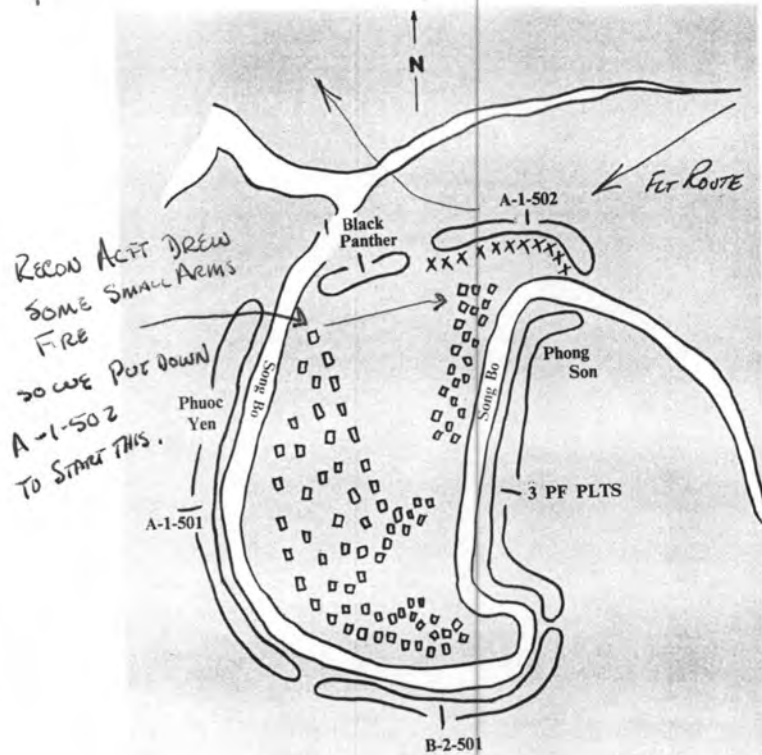 N
FLT ROUTE
A-1-502
Black
Panther
X X X X X X X X X X X
RECON ACFT DREW
SOME SMALL ARMS
FIRE
SO WE PUT DOWN
A-1-502
TO START THIS.
Song Bo
Song Bo
Phong
Son
Phuoc
Yen
3 PF PLTS
A-1-501
B-2-501